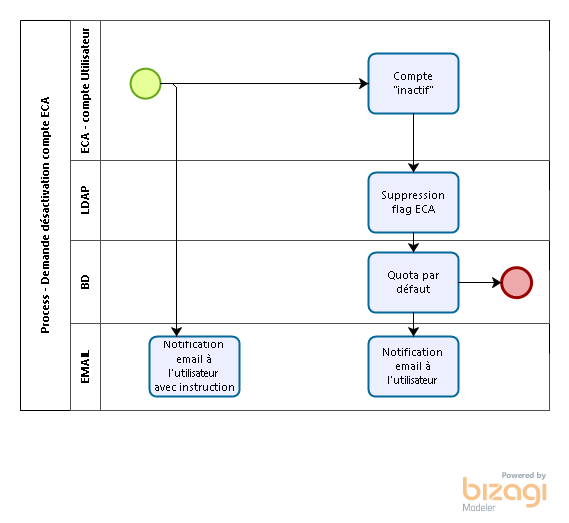 Process - Demande désactivation compte ECA
ECA - compte Utilisateur
Compte
"inactif"
LDAP
Suppression
flag ECA
BD
Quota par
défaut
EMAIL
Notification
email à
l'utilisateur
avec instruction
Notification
email à
l'utilisateur
Powered by
bizagi
Modeler